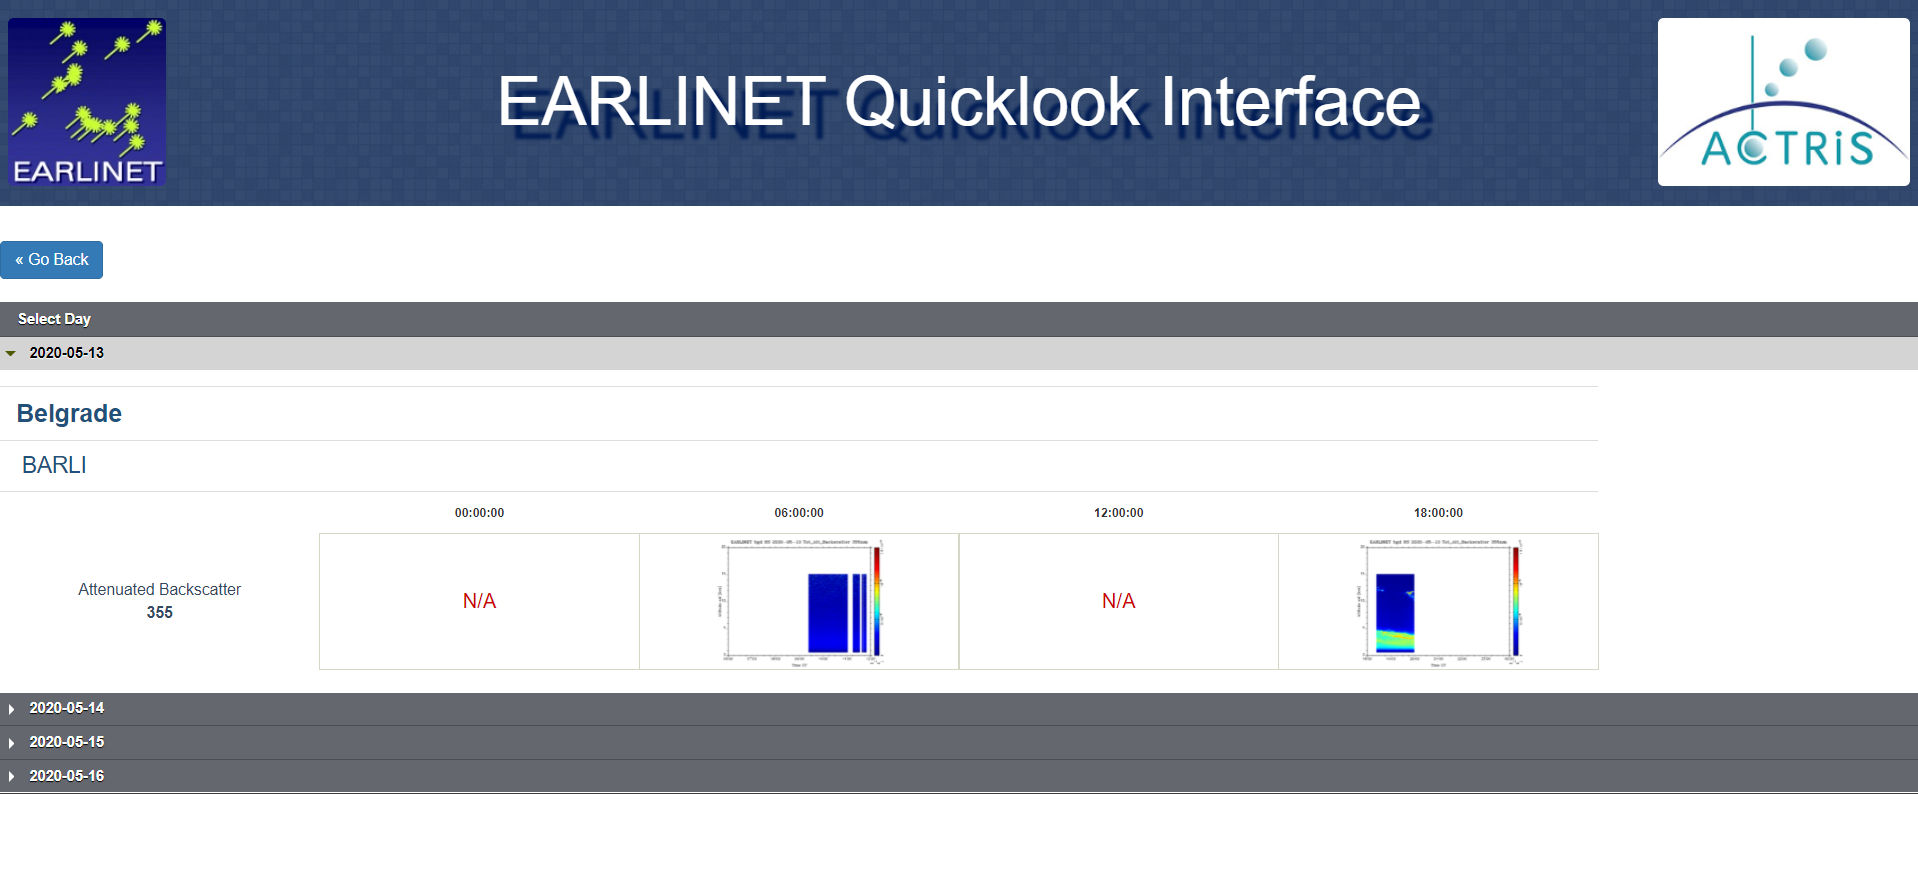 EARLINET
EARLINET Quicklook Interface
ACTRiS
« Go Back
Select Day
2020-05-13
Belgrade
BARLI
00:00:00 06:00:00 12:00:00 18:00:00
Attenuated Backscatter
355
N/A N/A
2020-05-14
2020-05-15
2020-05-16